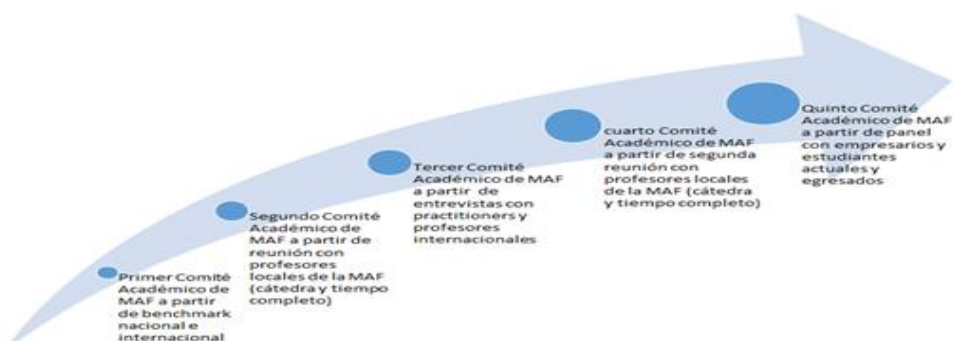 Primer Comité
Académico de
MAF a partir
de benchmark
nacional e
internacional
Segundo Comité
Académico de
MAF a partir de
reunión con
profesores
locales de la MAF
(cátedra y tiempo
completo)
Tercer Comité
Académico de MAF
a partir de
entrevistas con
practitioners y
profesores
internacionales
cuarto Comité
Académico de MAF
a partir de segunda
reunión con
profesores locales
de la MAF (cátedra
y tiempo completo)
Quinto Comité
Académico de MAF
a partir de panel
con empresarios y
estudiantes
actuales y
egresados